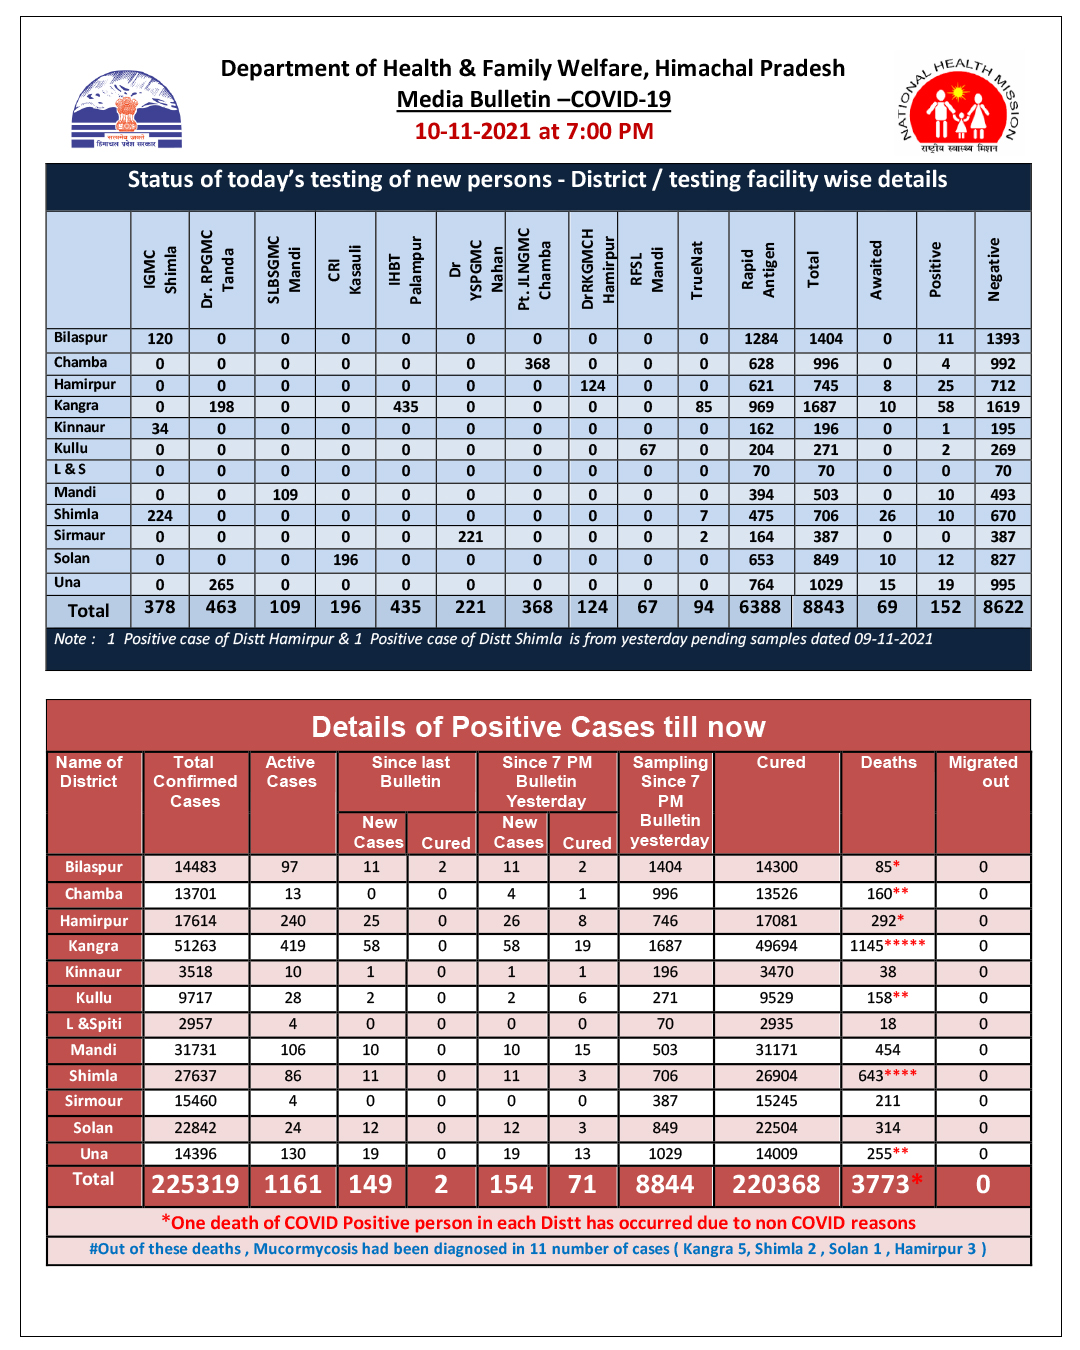 Department of Health & Family Welfare, Himachal Pradesh
Media Bulletin –COVID-19
10-11-2021 at 7:00 PM
सत्यमेव जयते
हिमाचल प्रदेश सरकार
NATIONAL HEALTH MISSION
राष्ट्रीय स्वास्थ्य मिशन
Status of today’s testing of new persons - District / testing facility wise details
IGMC Shimla Dr. RPGMC Tanda SLBSGMC Mandi CRI Kasauli IHBT Palampur Dr YSPGMC Nahan Pt. JLNGMC Chamba DrRKGMCH Hamirpur RFSL Mandi TrueNat Rapid Antigen Total Awaited Positive Negative
Bilaspur 120 0 0 0 0 0 0 0 0 0 1284 1404 0 11 1393
Chamba 0 0 0 0 0 0 368 0 0 0 628 996 0 4 992
Hamirpur 0 0 0 0 0 0 0 124 0 0 621 745 8 25 712
Kangra 0 198 0 0 435 0 0 0 0 85 969 1687 10 58 1619
Kinnaur 34 0 0 0 0 0 0 0 0 0 162 196 0 1 195
Kullu 0 0 0 0 0 0 0 0 67 0 204 271 0 2 269
L & S 0 0 0 0 0 0 0 0 0 0 70 70 0 0 70
Mandi 0 0 109 0 0 0 0 0 0 0 394 503 0 10 493
Shimla 224 0 0 0 0 0 0 0 0 7 475 706 26 10 670
Sirmaur 0 0 0 0 0 221 0 0 0 2 164 387 0 0 387
Solan 0 0 0 196 0 0 0 0 0 0 653 849 10 12 827
Una 0 265 0 0 0 0 0 0 0 0 764 1029 15 19 995
Total 378 463 109 196 435 221 368 124 67 94 6388 8843 69 152 8622
Note : 1 Positive case of Distt Hamirpur & 1 Positive case of Distt Shimla is from yesterday pending samples dated 09-11-2021
Details of Positive Cases till now
Name of District Total Confirmed Cases Active Cases Since last Bulletin Since 7 PM Bulletin Yesterday Sampling Since 7 PM Bulletin yesterday Cured Deaths Migrated out
New Cases Cured New Cases Cured
Bilaspur 14483 97 11 2 11 2 1404 14300 85* 0
Chamba 13701 13 0 0 4 1 996 13526 160** 0
Hamirpur 17614 240 25 0 26 8 746 17081 292* 0
Kangra 51263 419 58 0 58 19 1687 49694 1145***** 0
Kinnaur 3518 10 1 0 1 1 196 3470 38 0
Kullu 9717 28 2 0 2 6 271 9529 158** 0
L &Spiti 2957 4 0 0 0 0 70 2935 18 0
Mandi 31731 106 10 0 10 15 503 31171 454 0
Shimla 27637 86 11 0 11 3 706 26904 643**** 0
Sirmour 15460 4 0 0 0 0 387 15245 211 0
Solan 22842 24 12 0 12 3 849 22504 314 0
Una 14396 130 19 0 19 13 1029 14009 255** 0
Total 225319 1161 149 2 154 71 8844 220368 3773* 0
*One death of COVID Positive person in each Distt has occurred due to non COVID reasons
#Out of these deaths , Mucormycosis had been diagnosed in 11 number of cases ( Kangra 5, Shimla 2 , Solan 1 , Hamirpur 3 )